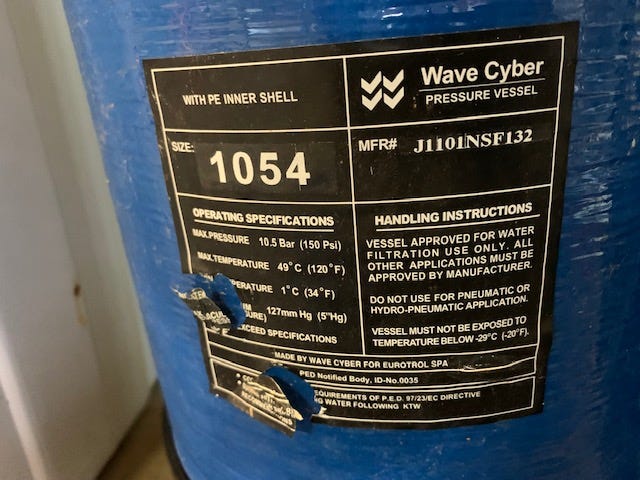 WITH PE INNER SHELL
Wave Cyber
PRESSURE VESSEL
SIZE:
1054
MFR# J1101NSF132
OPERATING SPECIFICATIONS
MAX.PRESSURE 10.5 Bar (150 Psi)
MAX.TEMPERATURE 49°C (120°F)
1°C (34°F)
127mm Hg (5"Hg)
EXCEED SPECIFICATIONS
HANDLING INSTRUCTIONS
VESSEL APPROVED FOR WATER
FILTRATION USE ONLY. ALL
OTHER APPLICATIONS MUST BE
APPROVED BY MANUFACTURER.
DO NOT USE FOR PNEUMATIC OR
HYDRO-PNEUMATIC APPLICATION.
VESSEL MUST NOT BE EXPOSED TO
TEMPERATURE BELOW -29°C (-20°F).
MADE BY WAVE CYBER FOR EUROTROL SPA
PED Notified Body, ID-No.0035
OF P.E.D. 97/23/EC DIRECTIVE
WATER FOLLOWING KTW